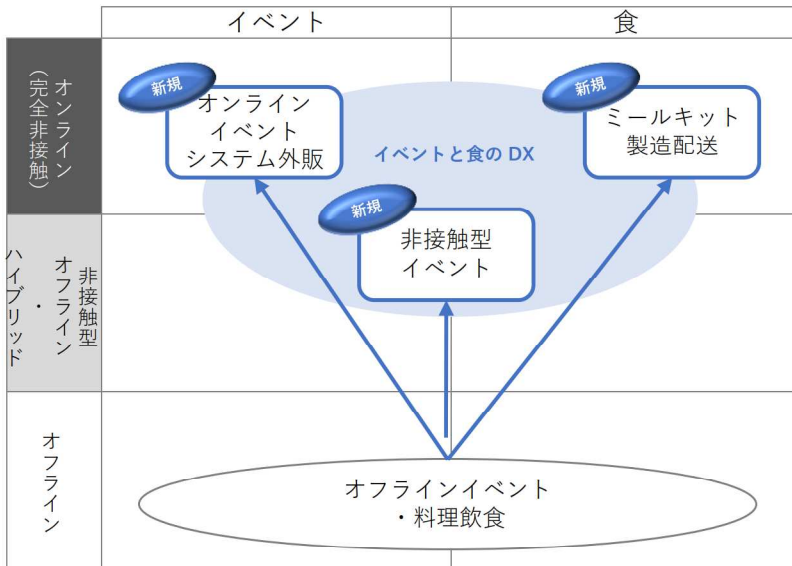 イベント
食
オンライン
(完全非接触)
新規
オンライン
イベント
システム外販
イベントと食の DX
新規
ミールキット
製造配送
非接触型
オフライン
・
ハイブリッド
新規
非接触型
イベント
オフライン
オフラインイベント
・料理飲食